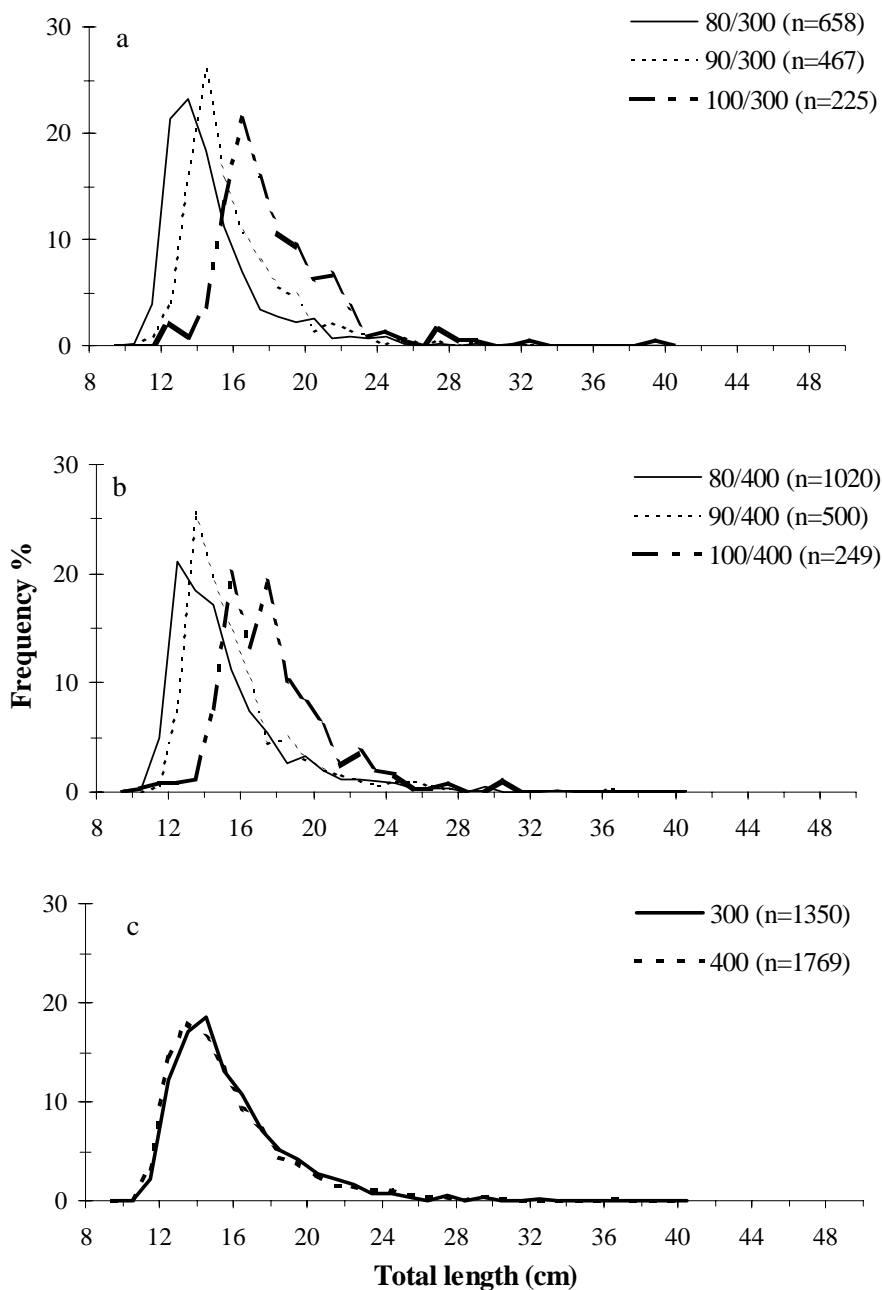 a
80/300 (n=658)
90/300 (n=467)
100/300 (n=225)
30
20
10
0
8 12 16 20 24 28 32 36 40 44 48
b
80/400 (n=1020)
90/400 (n=500)
100/400 (n=249)
30
20
10
0
8 12 16 20 24 28 32 36 40 44 48
Frequency %
c
300 (n=1350)
400 (n=1769)
30
20
10
0
8 12 16 20 24 28 32 36 40 44 48
Total length (cm)